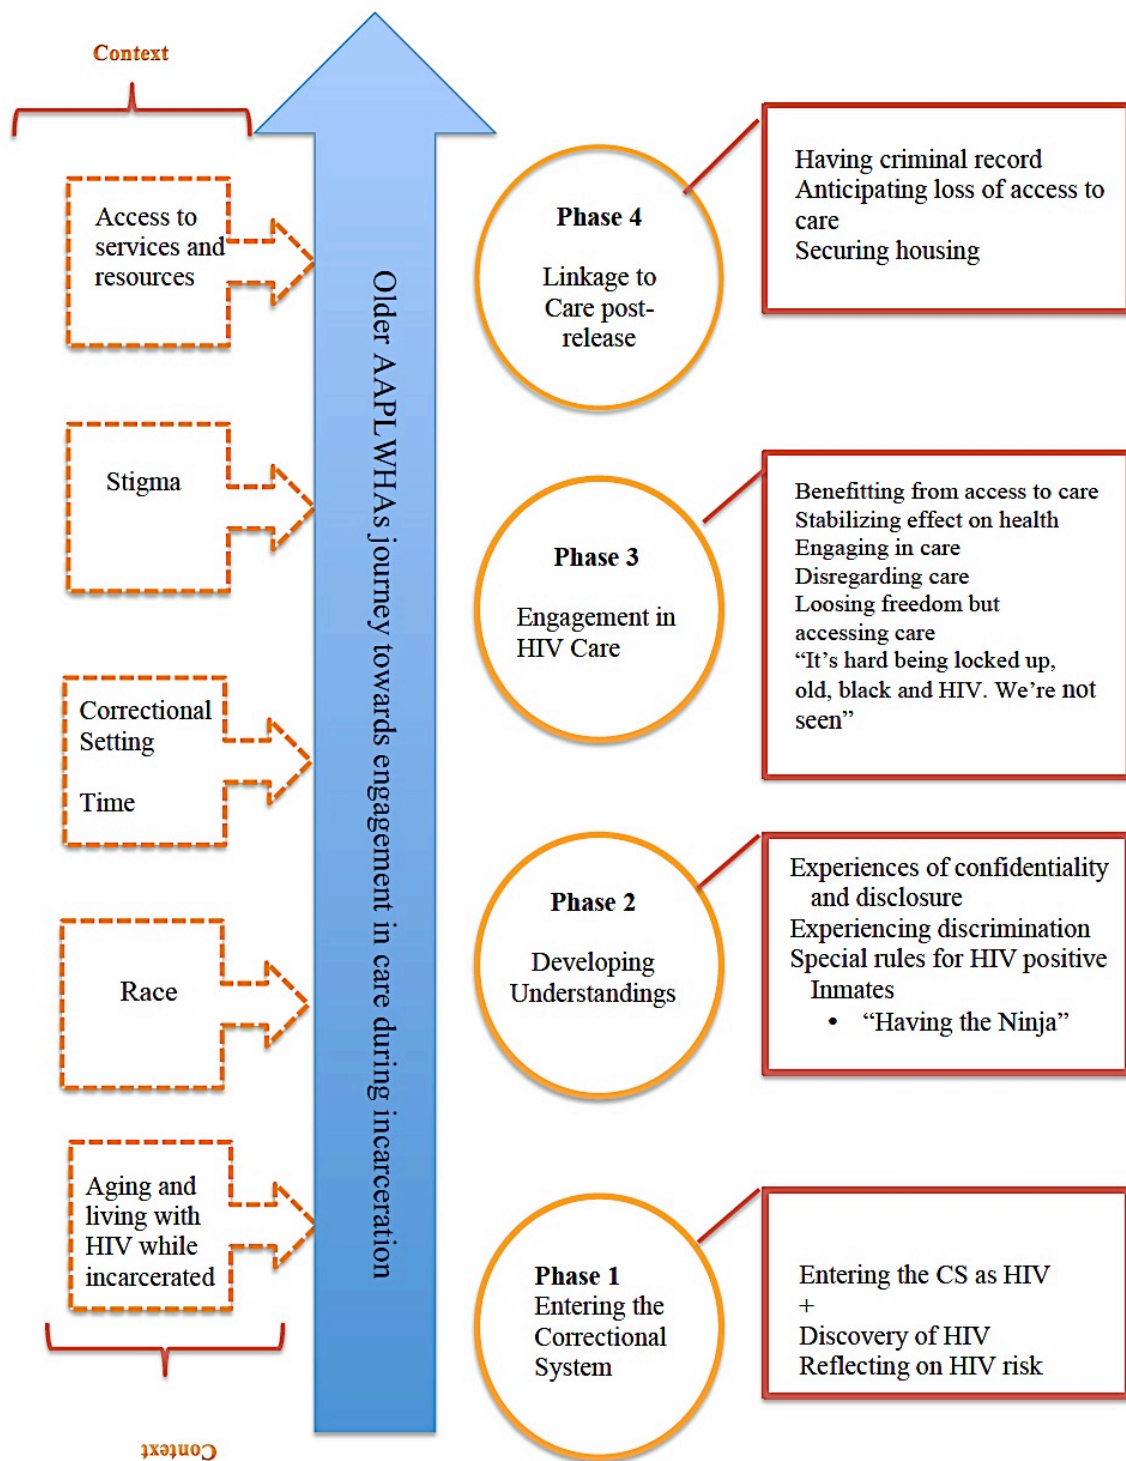 Context
Access to
services and
resources
Stigma
Correctional
Setting
Time
Race
Aging and
living with
HIV while
incarcerated
Context
Older AAPLWHAs journey towards engagement in care during incarceration
Phase 4
Linkage to
Care post-
release
Having criminal record
Anticipating loss of access to
care
Securing housing
Phase 3
Engagement in
HIV Care
Benefitting from access to care
Stabilizing effect on health
Engaging in care
Disregarding care
Loosing freedom but
accessing care
“It’s hard being locked up,
old, black and HIV. We’re not
seen”
Phase 2
Developing
Understandings
Experiences of confidentiality
and disclosure
Experiencing discrimination
Special rules for HIV positive
Inmates
• “Having the Ninja”
Phase 1
Entering the
Correctional
System
Entering the CS as HIV
+
Discovery of HIV
Reflecting on HIV risk